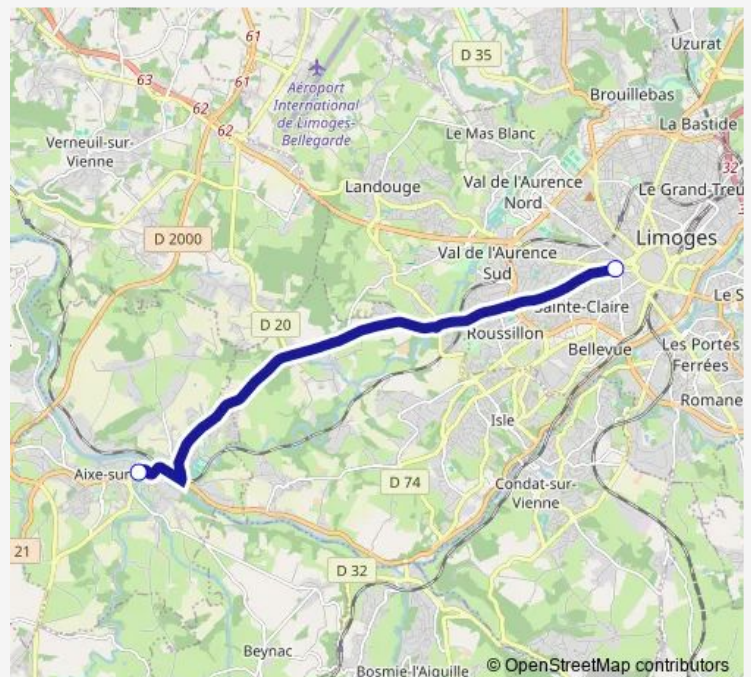 61
D 35
Uzurat
63
61
Aéroport
International
de Limoges-
Bellegarde
Brouillebas
62
62
La Bastide
Le Mas Blanc
Verneuil-sur-
Vienne
32
Landouge
Val de l'Aurence
Nord
Le Grand-Treu
D 2000
Limoges
Val de l'Aurence
Sud
Le S
Sainte-Claire
D 20
Roussillon
Bellevue
Les Portes
Ferrées
Romane
Isle
Aixe-sur
D 74
Condat-sur-
Vienne
21
D 32
Beynac
Bosmie-l'Aiguille
© OpenStreetMap contributors